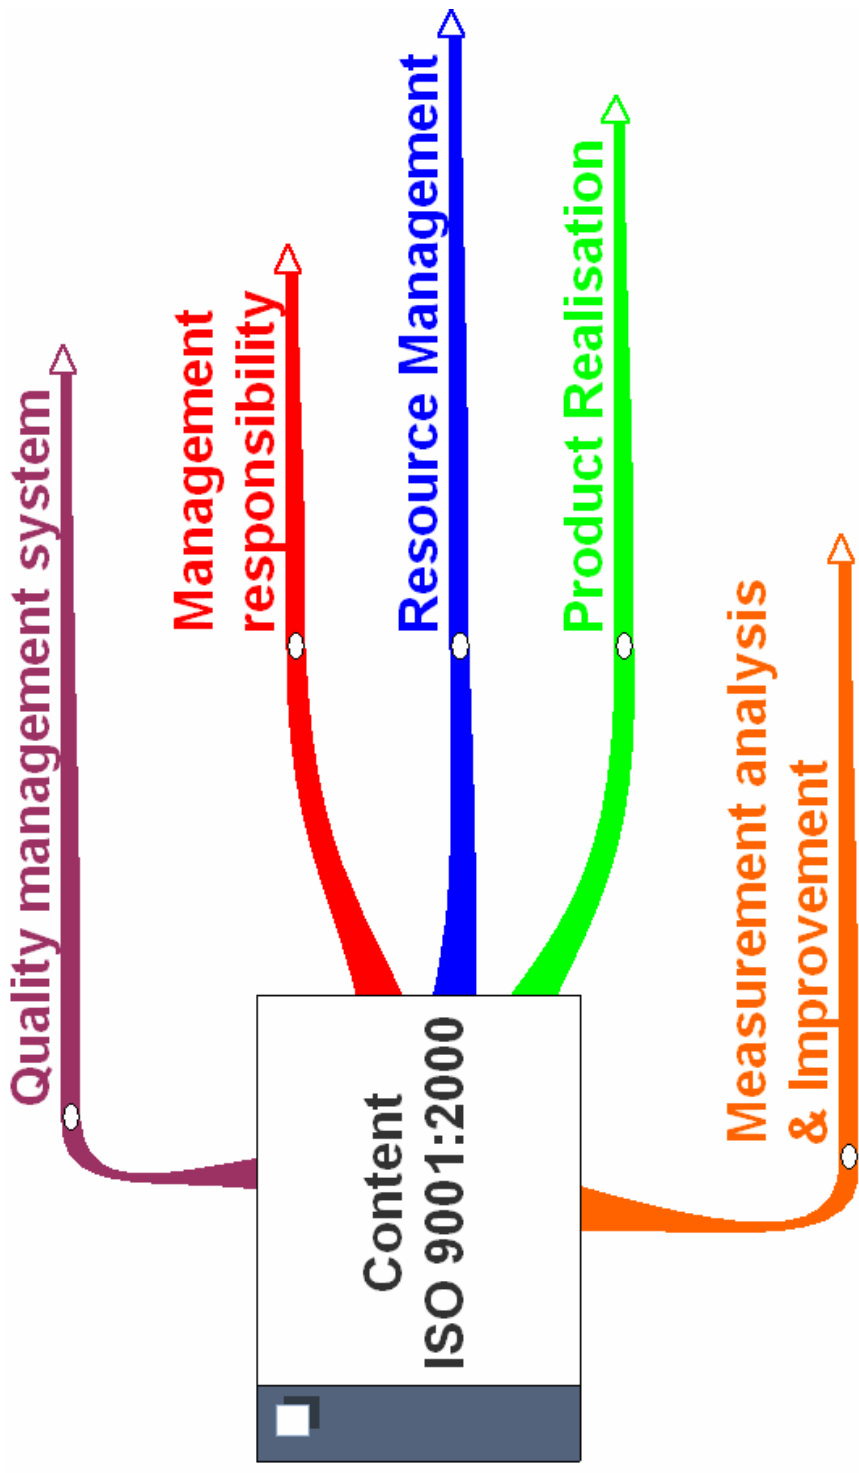 Quality management system
Management
responsibility
Resource Management
Product Realisation
Measurement analysis
& Improvement
Content
ISO 9001:2000